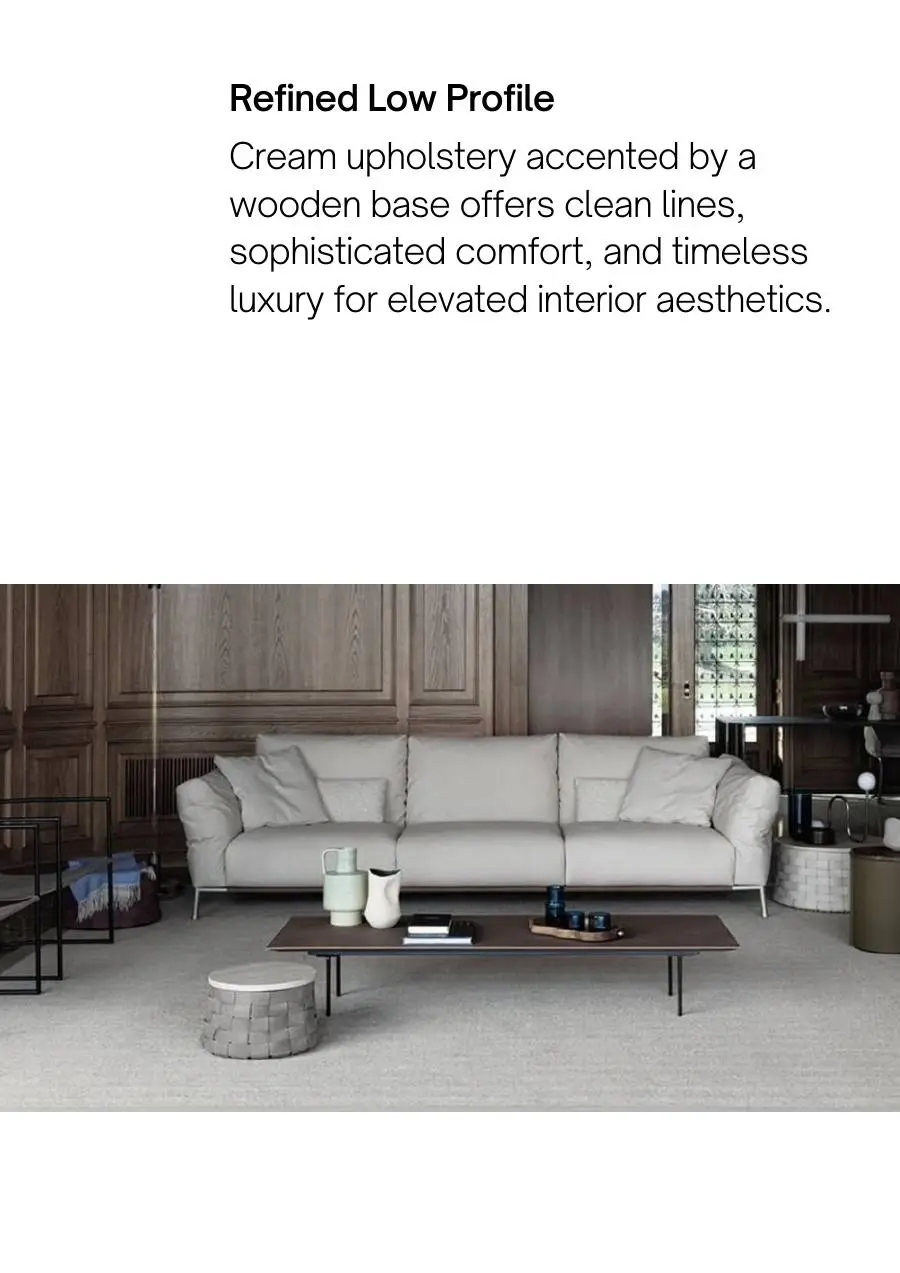 Refined Low Profile
Cream upholstery accented by a
wooden base offers clean lines,
sophisticated comfort, and timeless
luxury for elevated interior aesthetics.